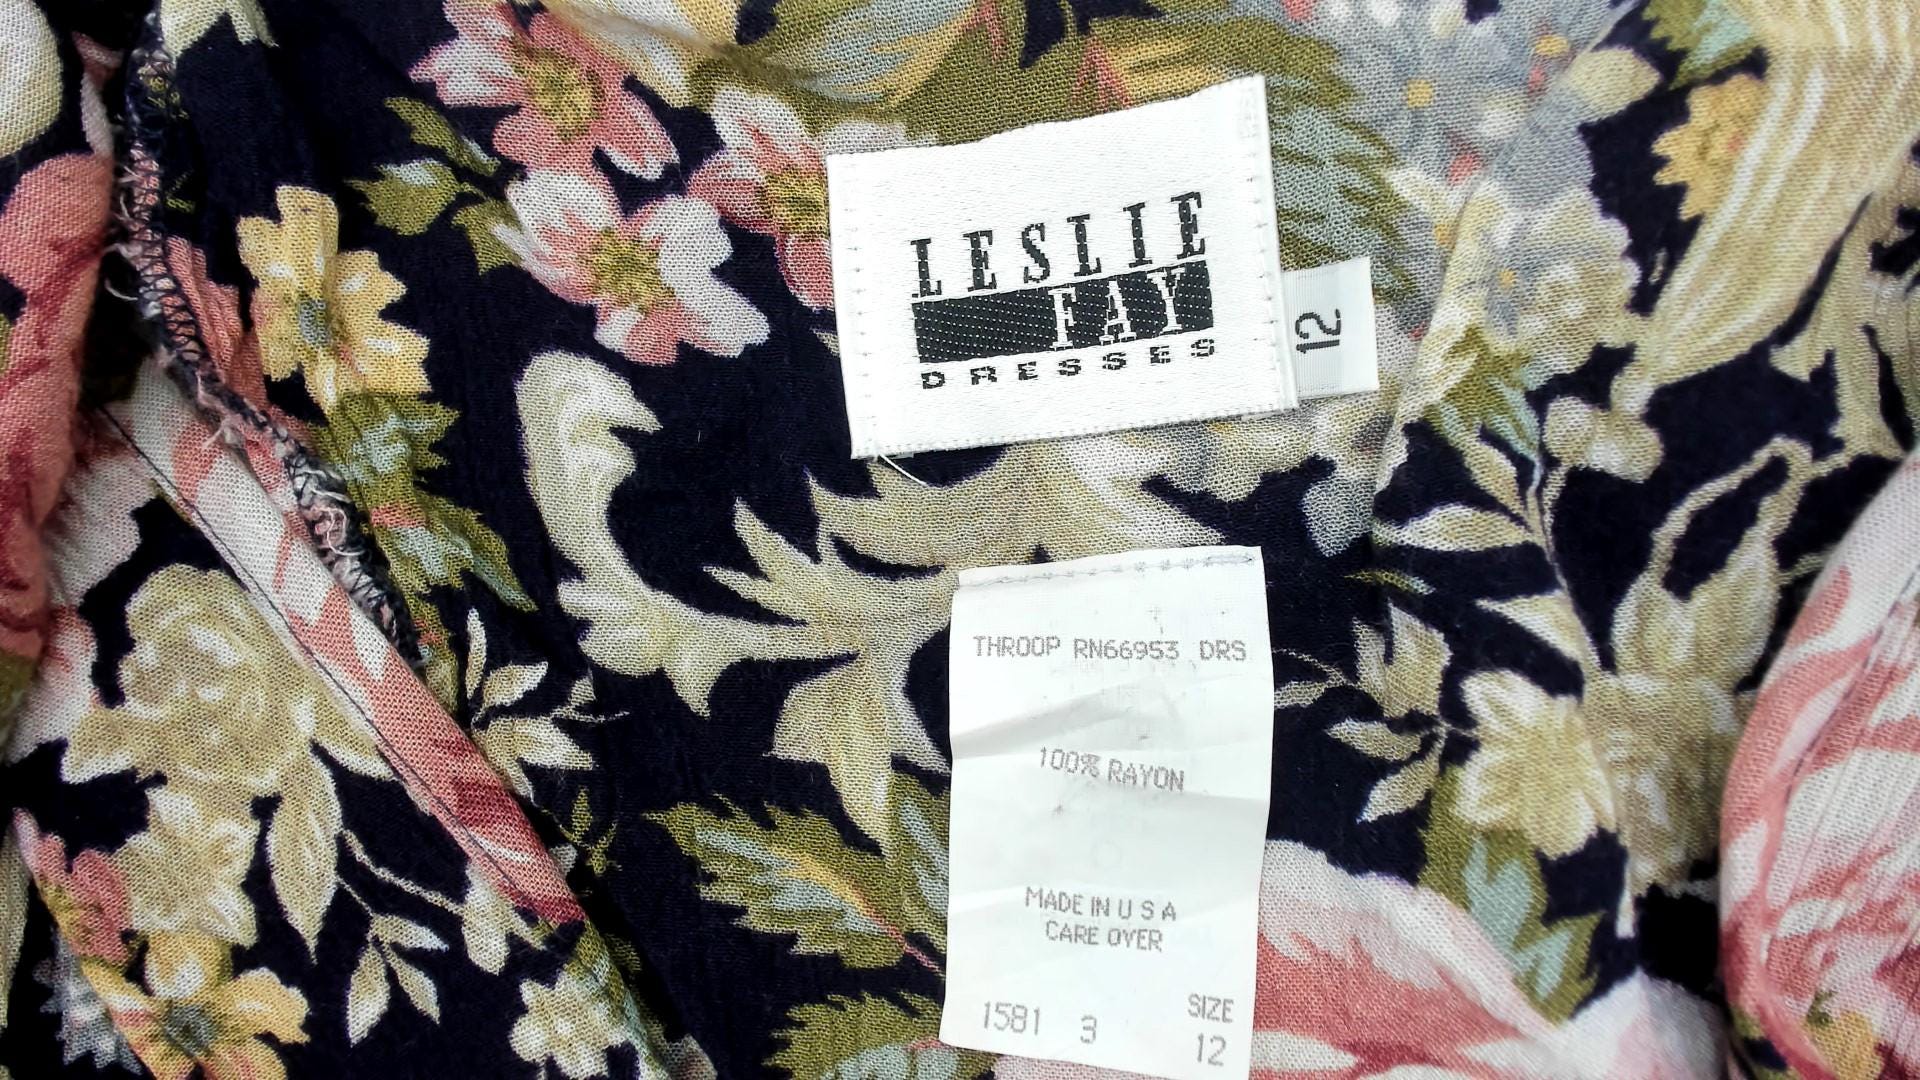 LESLIE
FAY
DRESSES
12
THROOP RN66953 DRS
100% RAYON
MADE IN U S A
CARE OVER
1581 3 SIZE
12